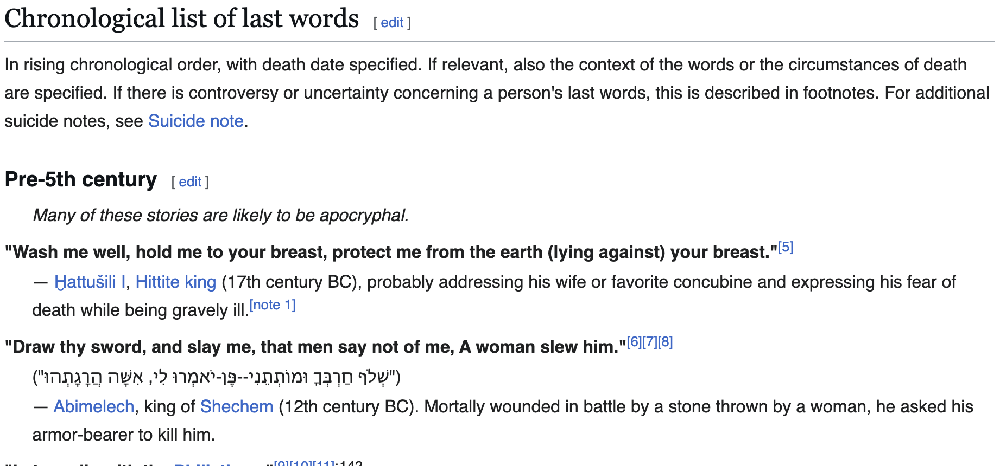 Chronological list of last words [ edit ]
In rising chronological order, with death date specified. If relevant, also the context of the words or the circumstances of death
are specified. If there is controversy or uncertainty concerning a person's last words, this is described in footnotes. For additional
suicide notes, see Suicide note.
Pre-5th century [ edit ]
Many of these stories are likely to be apocryphal.
"Wash me well, hold me to your breast, protect me from the earth (lying against) your breast."[5]
— Ḫattušili I, Hittite king (17th century BC), probably addressing his wife or favorite concubine and expressing his fear of
death while being gravely ill.[note 1]
"Draw thy sword, and slay me, that men say not of me, A woman slew him."[6][7][8]
("שְׁלֹף חַרְבְּךָ וּמוֹתְתֵנִי--פֶּן-יֹאמְרוּ לִי, אִשָּׁה הֲרָגָתְהוּ")
— Abimelech, king of Shechem (12th century BC). Mortally wounded in battle by a stone thrown by a woman, he asked his
armor-bearer to kill him.
[9][10][11]:142